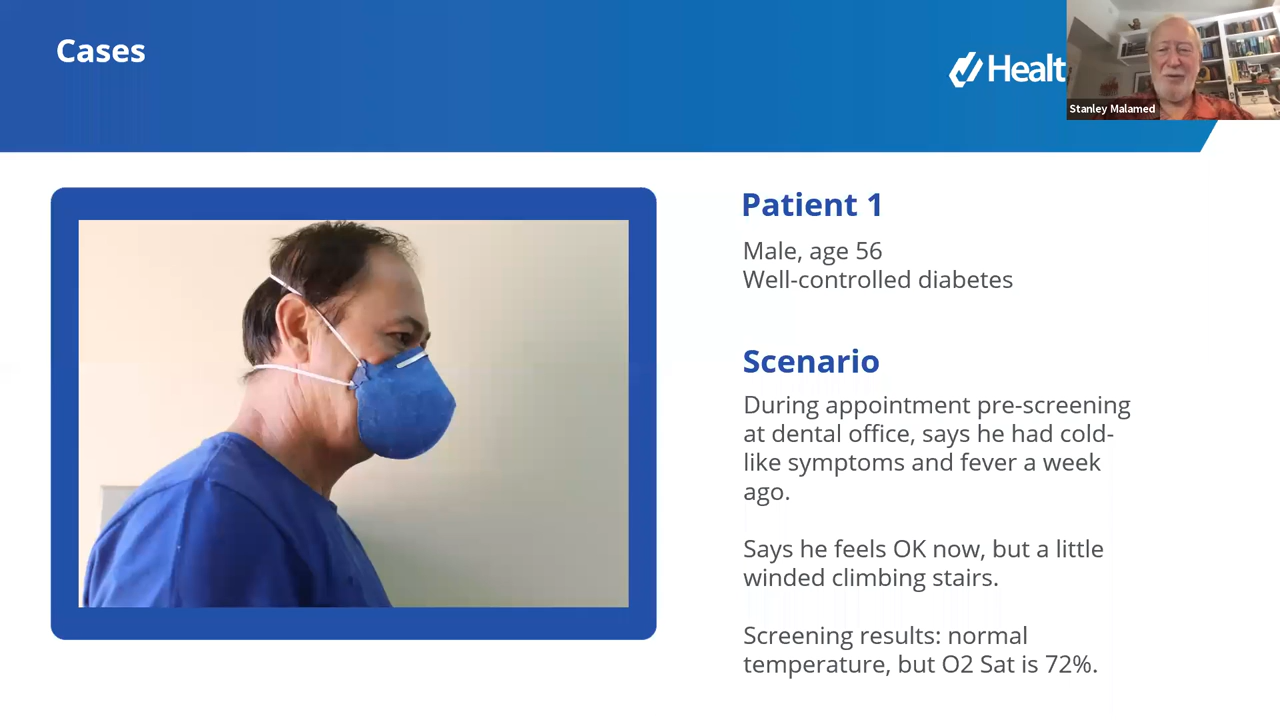 Cases
Healt
Stanley Malamed
Patient 1
Male, age 56
Well-controlled diabetes
Scenario
During appointment pre-screening
at dental office, says he had cold-
like symptoms and fever a week
ago.
Says he feels OK now, but a little
winded climbing stairs.
Screening results: normal
temperature, but O2 Sat is 72%.